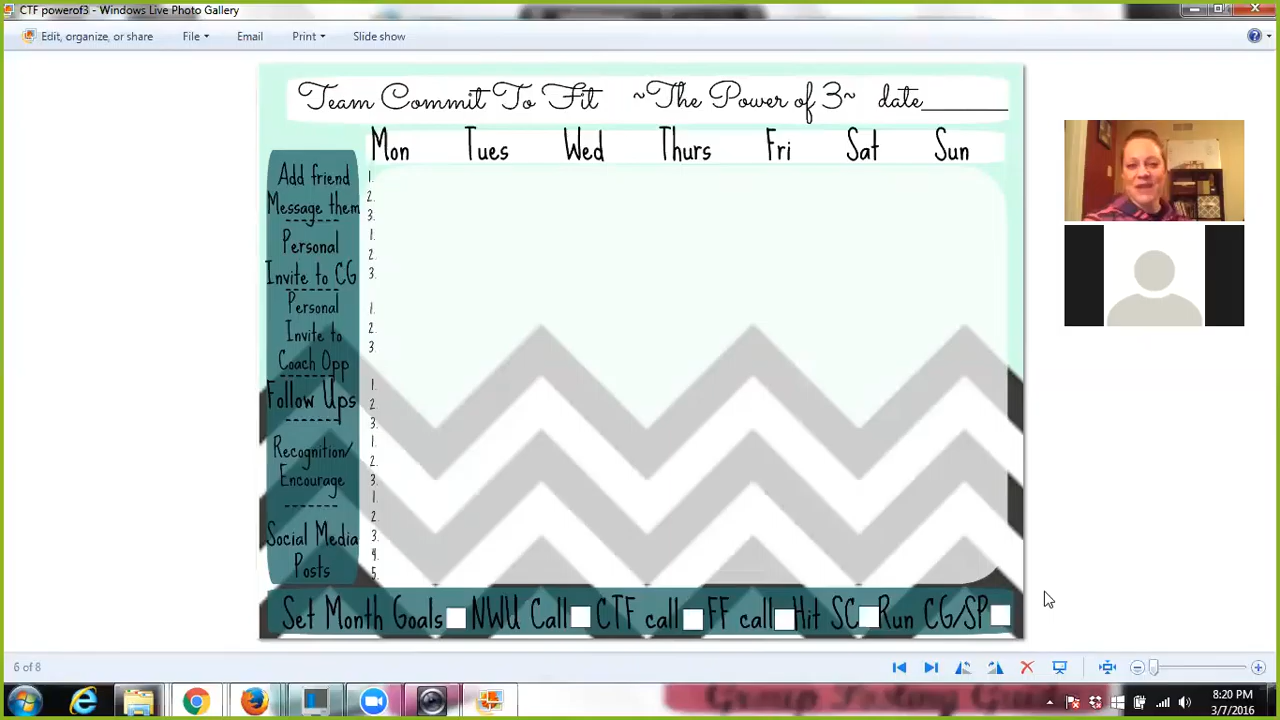 CTF powerof3 - Windows Live Photo Gallery
Edit, organize, or share File Email Print Slide show
Team Commit To Fit ~The Power of 3~ date________
Mon Tues Wed Thurs Fri Sat Sun
Add friend
Message them
1.
2.
3.
Personal
Invite to CG
1.
2.
3.
Personal
Invite to
Coach Opp
1.
2.
3.
Follow Ups
1.
2.
3.
Recognition/
Encourage
1.
2.
3.
Social Media
Posts
1.
2.
3.
4.
5.
Set Month Goals NWU Call CTF call FF call Hit SC Run CG/SP
6 of 8
8:20 PM
3/7/2016